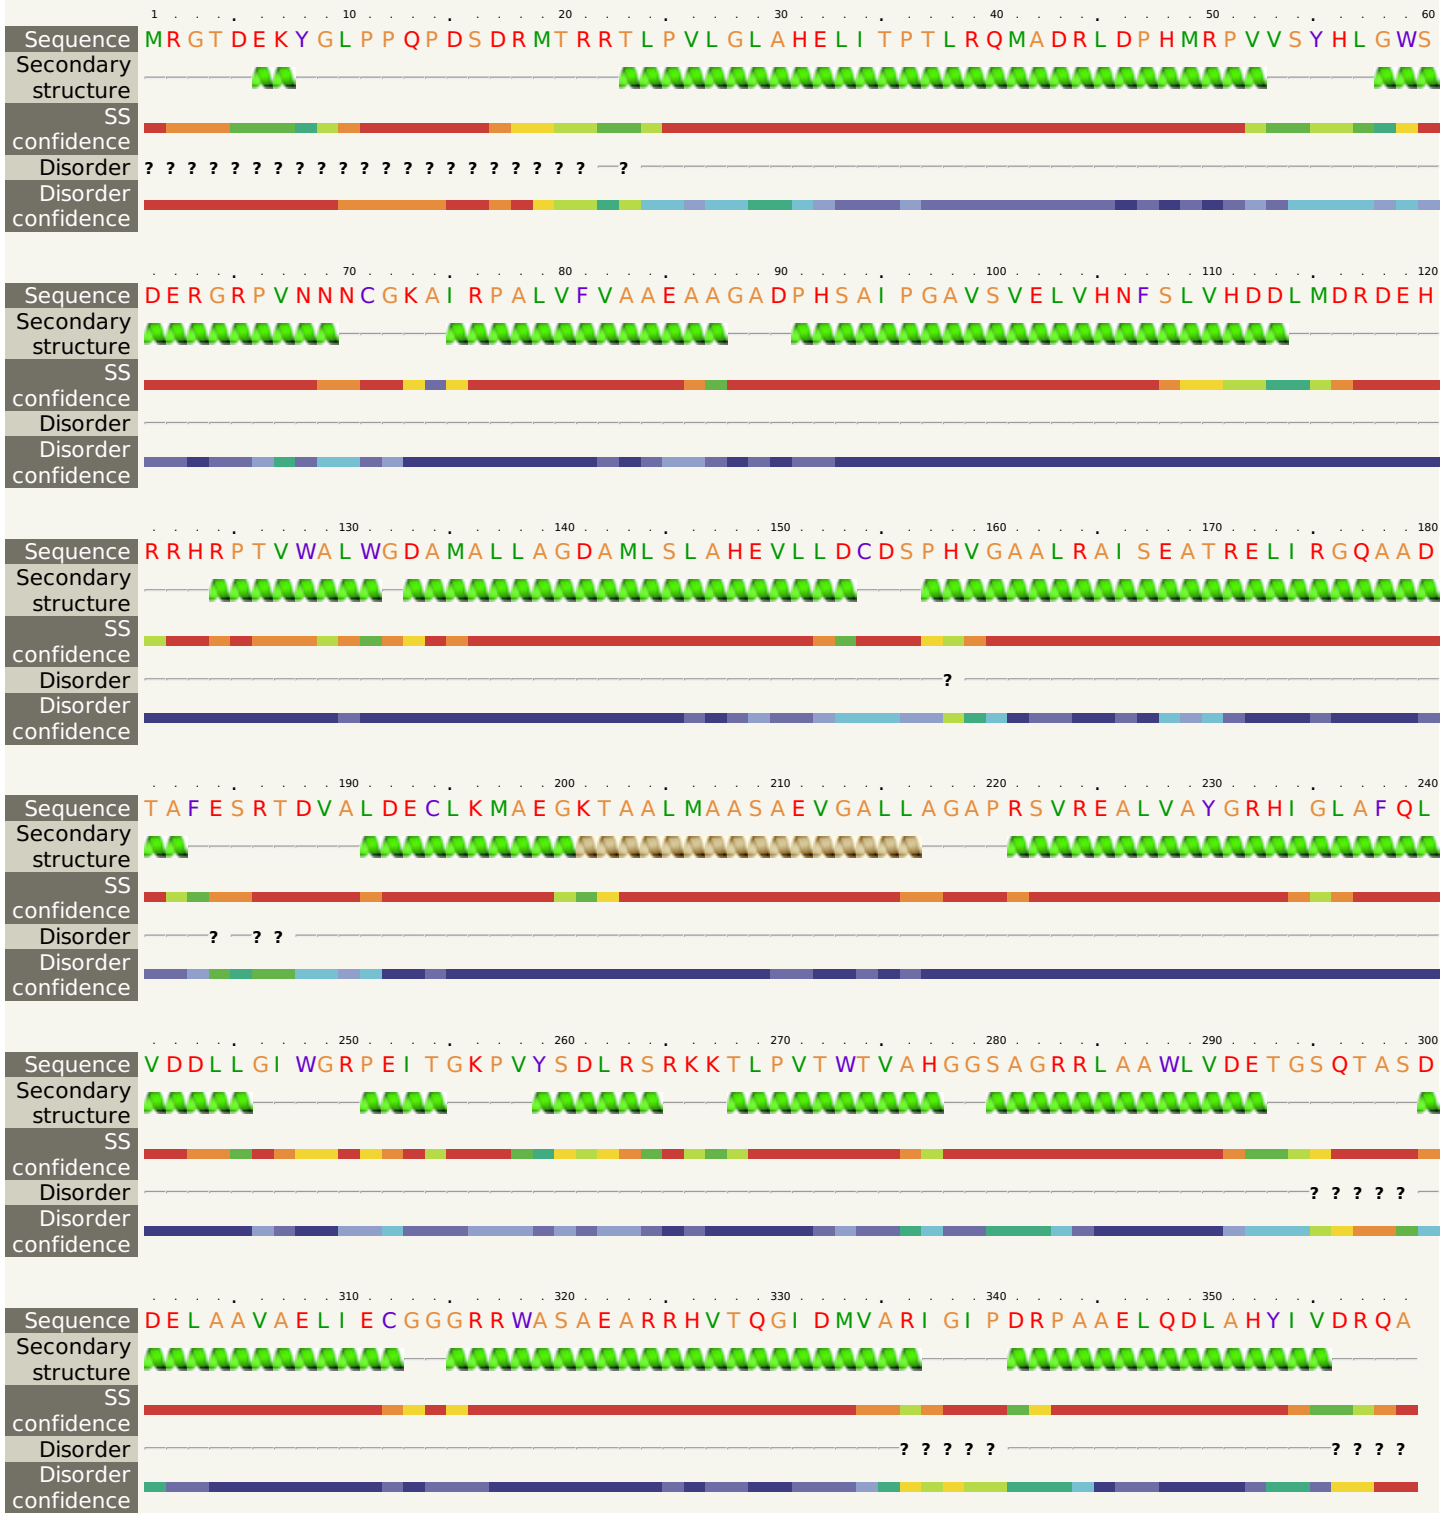 1 10 20 30 40 50 60
Sequence M R G T D E K Y G L P P Q P D S D R M T R R T L P V L G L A H E L I T P T L R Q M A D R L D P H M R P V V S Y H L G W S
Secondary
structure
SS
confidence
Disorder ? ? ? ? ? ? ? ? ? ? ? ? ? ? ? ? ? ? ? ? ? ?
Disorder
confidence
70 80 90 100 110 120
Sequence D E R G R P V N N N C G K A I R P A L V F V A A E A A G A D P H S A I P G A V S V E L V H N F S L V H D D L M D R D E H
Secondary
structure
SS
confidence
Disorder
Disorder
confidence
130 140 150 160 170 180
Sequence R R H R P T V W A L W G D A M A L L A G D A M L S L A H E V L L D C D S P H V G A A L R A I S E A T R E L I R G Q A A D
Secondary
structure
SS
confidence
Disorder ?
Disorder
confidence
190 200 210 220 230 240
Sequence T A F E S R T D V A L D E C L K M A E G K T A A L M A A S A E V G A L L A G A P R S V R E A L V A Y G R H I G L A F Q L
Secondary
structure
SS
confidence
Disorder ? ? ?
Disorder
confidence
250 260 270 280 290 300
Sequence V D D L L G I W G R P E I T G K P V Y S D L R S R K K T L P V T W T V A H G G S A G R R L A A W L V D E T G S Q T A S D
Secondary
structure
SS
confidence
Disorder ? ? ? ? ?
Disorder
confidence
310 320 330 340 350
Sequence D E L A A V A E L I E C G G G R R W A S A E A R R H V T Q G I D M V A R I G I P D R P A A E L Q D L A H Y I V D R Q A
Secondary
structure
SS
confidence
Disorder ? ? ? ? ? ? ? ? ?
Disorder
confidence